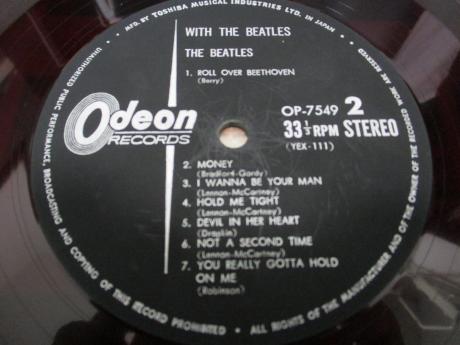 MFG. BY TOSHIBA MUSICAL INDUSTRIES LTD. IN JAPAN.
WITH THE BEATLES
THE BEATLES
1. ROLL OVER BEETHOVEN
(Berry)
Odeon
RECORDS
OP-7549 2
33⅓ RPM STEREO
(YEX-111)
2. MONEY
(Bradford-Gordy)
3. I WANNA BE YOUR MAN
(Lennon-McCartney)
4. HOLD ME TIGHT
(Lennon-McCartney)
5. DEVIL IN HER HEART
(Drapkin)
6. NOT A SECOND TIME
(Lennon-McCartney)
7. YOU REALLY GOTTA HOLD
ON ME
(Robinson)
UNAUTHORIZED PUBLIC PERFORMANCE, BROADCASTING AND COPYING OF THIS RECORD PROHIBITED • ALL RIGHTS OF THE MANUFACTURER AND OF THE OWNER OF THE RECORDED WORK ARE RESERVED